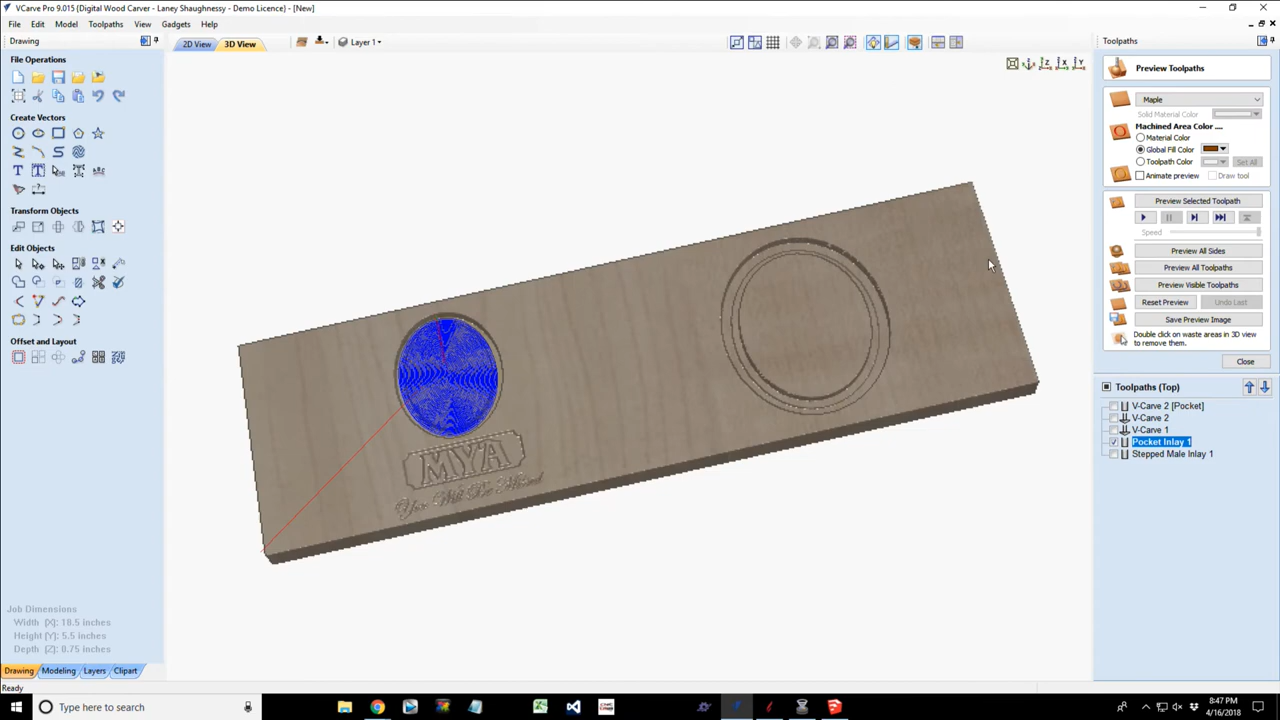 VCarve Pro 9.015 {Digital Wood Carver - Laney Shaughnessy - Demo Licence} - [New]
File Edit Model Toolpaths View Gadgets Help
Drawing
2D View 3D View Layer 1
Toolpaths
File Operations
Create Vectors
Transform Objects
Edit Objects
Offset and Layout
Job Dimensions
Width (X): 18.5 inches
Height (Y): 5.5 inches
Depth (Z): 0.75 inches
Drawing Modeling Layers Clipart
Ready
MYA
You Will Be Missed
Preview Toolpaths
Maple
Solid Material Color
Machined Area Color ....
Material Color
Global Fill Color
Toolpath Color Set All
Animate preview Draw tool
Preview Selected Toolpath
Speed
Preview All Sides
Preview All Toolpaths
Preview Visible Toolpaths
Reset Preview Undo Last
Save Preview Image
Double click on waste areas in 3D view
to remove them.
Close
Toolpaths (Top)
V-Carve 2 [Pocket]
V-Carve 2
V-Carve 1
Pocket Inlay 1
Stepped Male Inlay 1
Type here to search
8:47 PM
4/16/2018